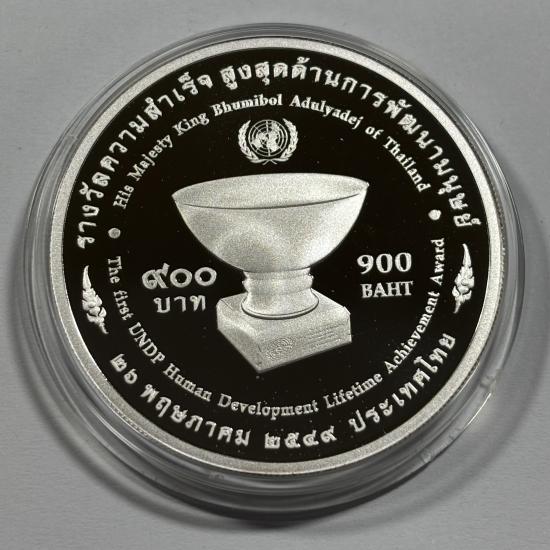 รางวัลความสำเร็จ สูงสุดด้านการพัฒนามนุษย์
His Majesty King Bhumibol Adulyadej of Thailand
๙๐๐
บาท
900
BAHT
The first UNDP Human Development Lifetime Achievement Award
๒๖ พฤษภาคม ๒๕๔๙ ประเทศไทย